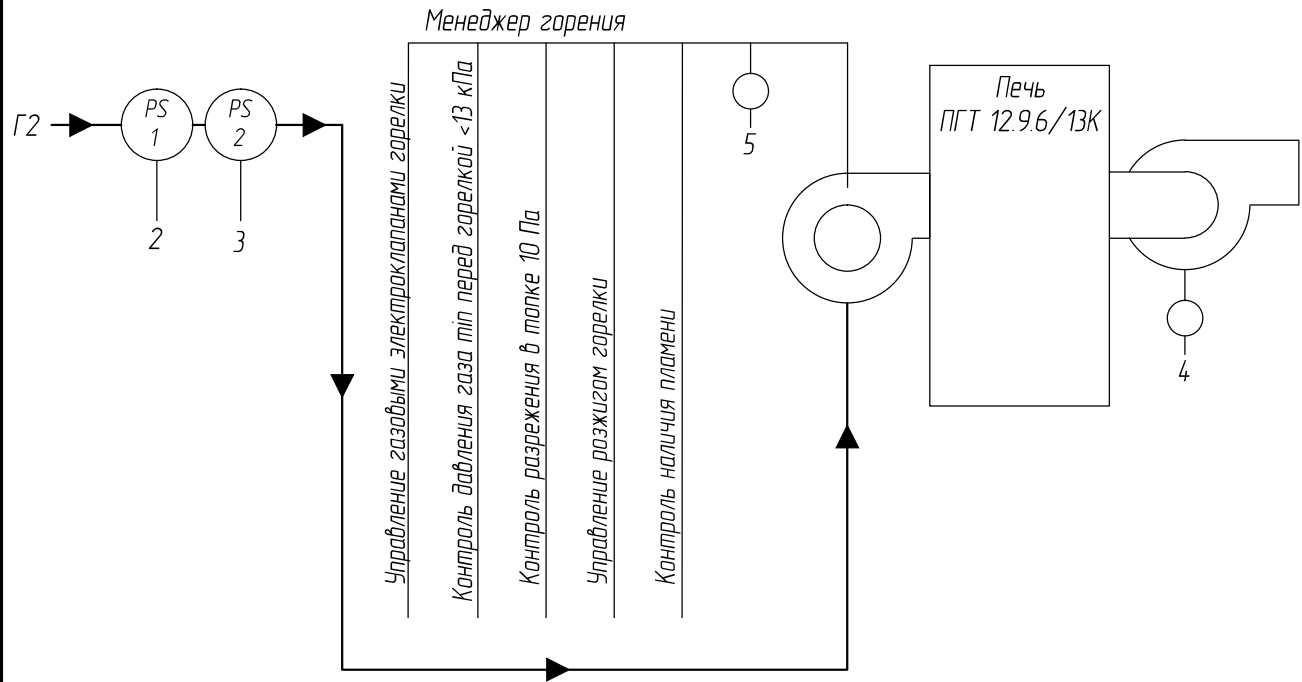 Менеджер горения
Г2
PS
1
PS
2
2
3
Управление газовыми электроклапанами горелки
Контроль давления газа min перед горелкой <13 кПа
Контроль разрежения в топке 10 Па
Управление розжигом горелки
Контроль наличия пламени
5
Печь
ПГТ 12.9.6/13К
4